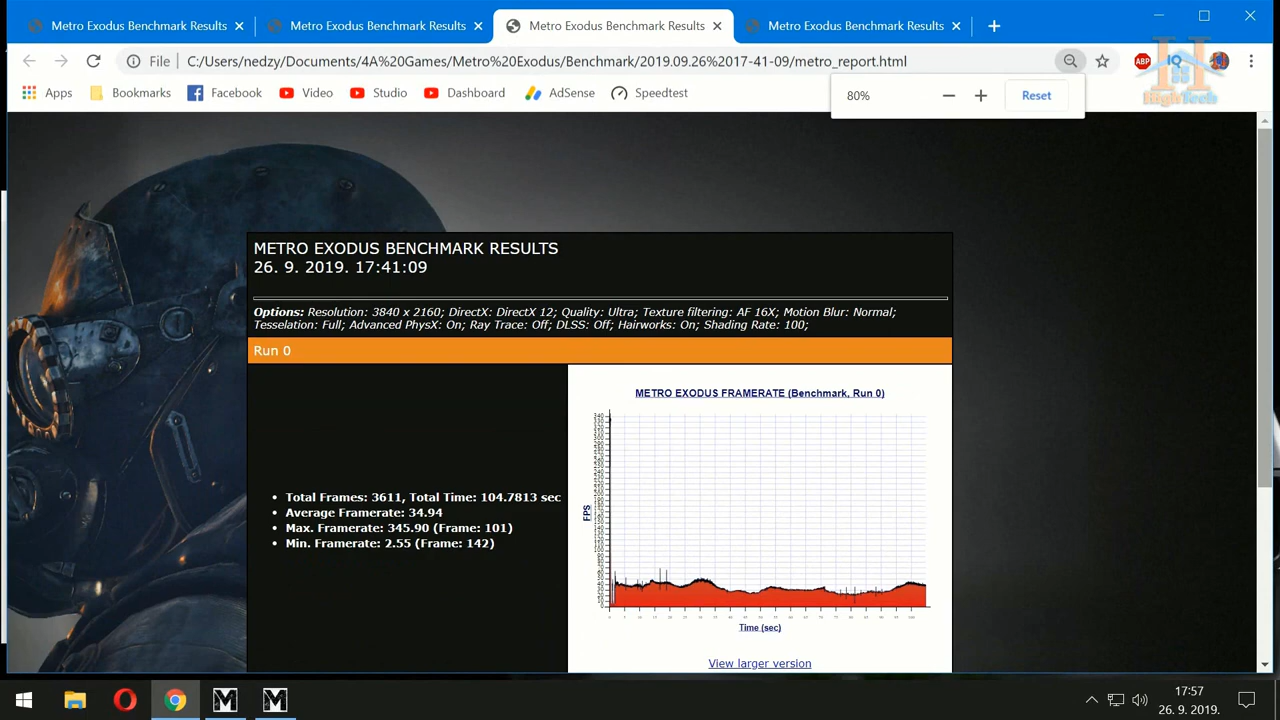 Metro Exodus Benchmark Results
Metro Exodus Benchmark Results
Metro Exodus Benchmark Results
Metro Exodus Benchmark Results
File C:/Users/nedzy/Documents/4A%20Games/Metro%20Exodus/Benchmark/2019.09.26%2017-41-09/metro_report.html
ABP
IQ
HighTech
Apps Bookmarks Facebook Video Studio Dashboard AdSense Speedtest
80% Reset
METRO EXODUS BENCHMARK RESULTS
26. 9. 2019. 17:41:09
Options: Resolution: 3840 x 2160; DirectX: DirectX 12; Quality: Ultra; Texture filtering: AF 16X; Motion Blur: Normal;
Tesselation: Full; Advanced PhysX: On; Ray Trace: Off; DLSS: Off; Hairworks: On; Shading Rate: 100;
Run 0
METRO EXODUS FRAMERATE (Benchmark, Run 0)
FPS
Total Frames: 3611, Total Time: 104.7813 sec
Average Framerate: 34.94
Max. Framerate: 345.90 (Frame: 101)
Min. Framerate: 2.55 (Frame: 142)
Time (sec)
View larger version
17:57
26. 9. 2019.